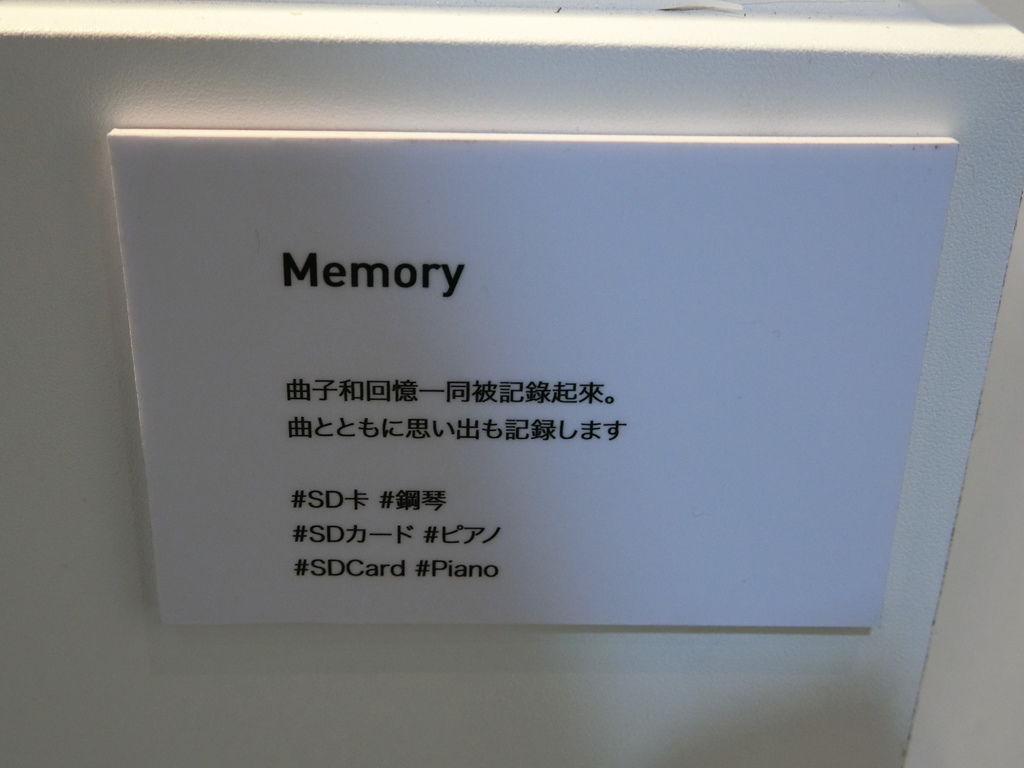 Memory
曲子和回憶一同被記錄起來。
曲とともに思い出も記録します
#SD卡 #鋼琴
#SDカード #ピアノ
#SDCard #Piano